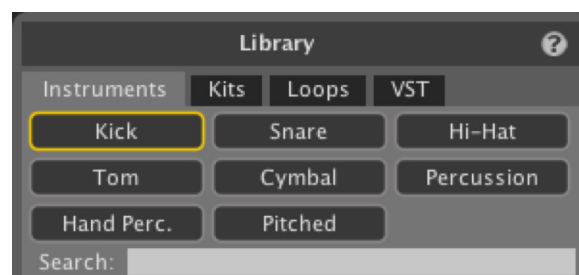 Library ?
Instruments Kits Loops VST
Kick Snare Hi-Hat
Tom Cymbal Percussion
Hand Perc. Pitched
Search: